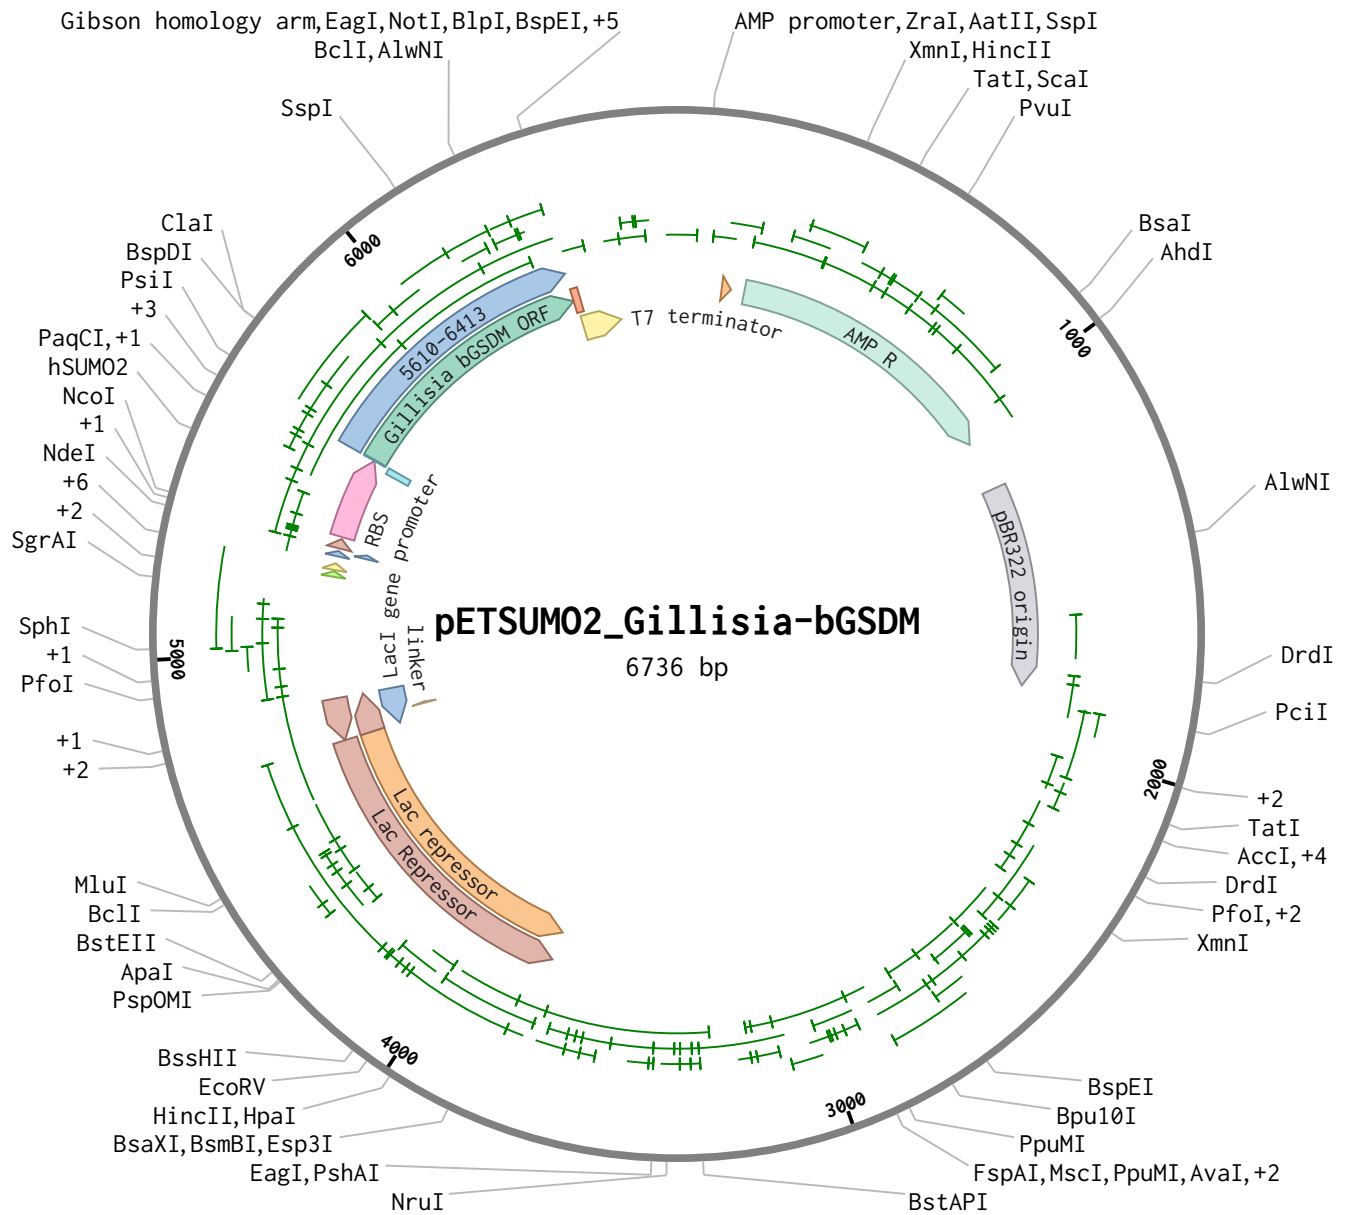 Gibson homology arm,EagI,NotI,BlpI,BspEI,+5
BclI,AlwNI
SspI
AMP promoter,ZraI,AatII,SspI
XmnI,HincII
TatI,ScaI
PvuI
BsaI
AhdI
AlwNI
DrdI
PciI
+2
TatI
AccI,+4
DrdI
PfoI,+2
XmnI
BspEI
Bpu10I
PpuMI
FspAI,MscI,PpuMI,AvaI,+2
BstAPI
ClaI
BspDI
PsiI
+3
PaqCI,+1
hSUMO2
NcoI
+1
NdeI
+6
+2
SgrAI
SphI
+1
PfoI
+1
+2
MluI
BclI
BstEII
ApaI
PspOMI
BssHII
EcoRV
HincII,HpaI
BsaXI,BsmBI,Esp3I
EagI,PshAI
NruI
1000
2000
3000
4000
5000
6000
5610-6413
Gillisia bGSDM ORF
T7 terminator
AMP R
pBR322 origin
RBS
LacI gene promoter
linker
Lac repressor
Lac Repressor
pETSUMO2_Gillisia-bGSDM
6736 bp